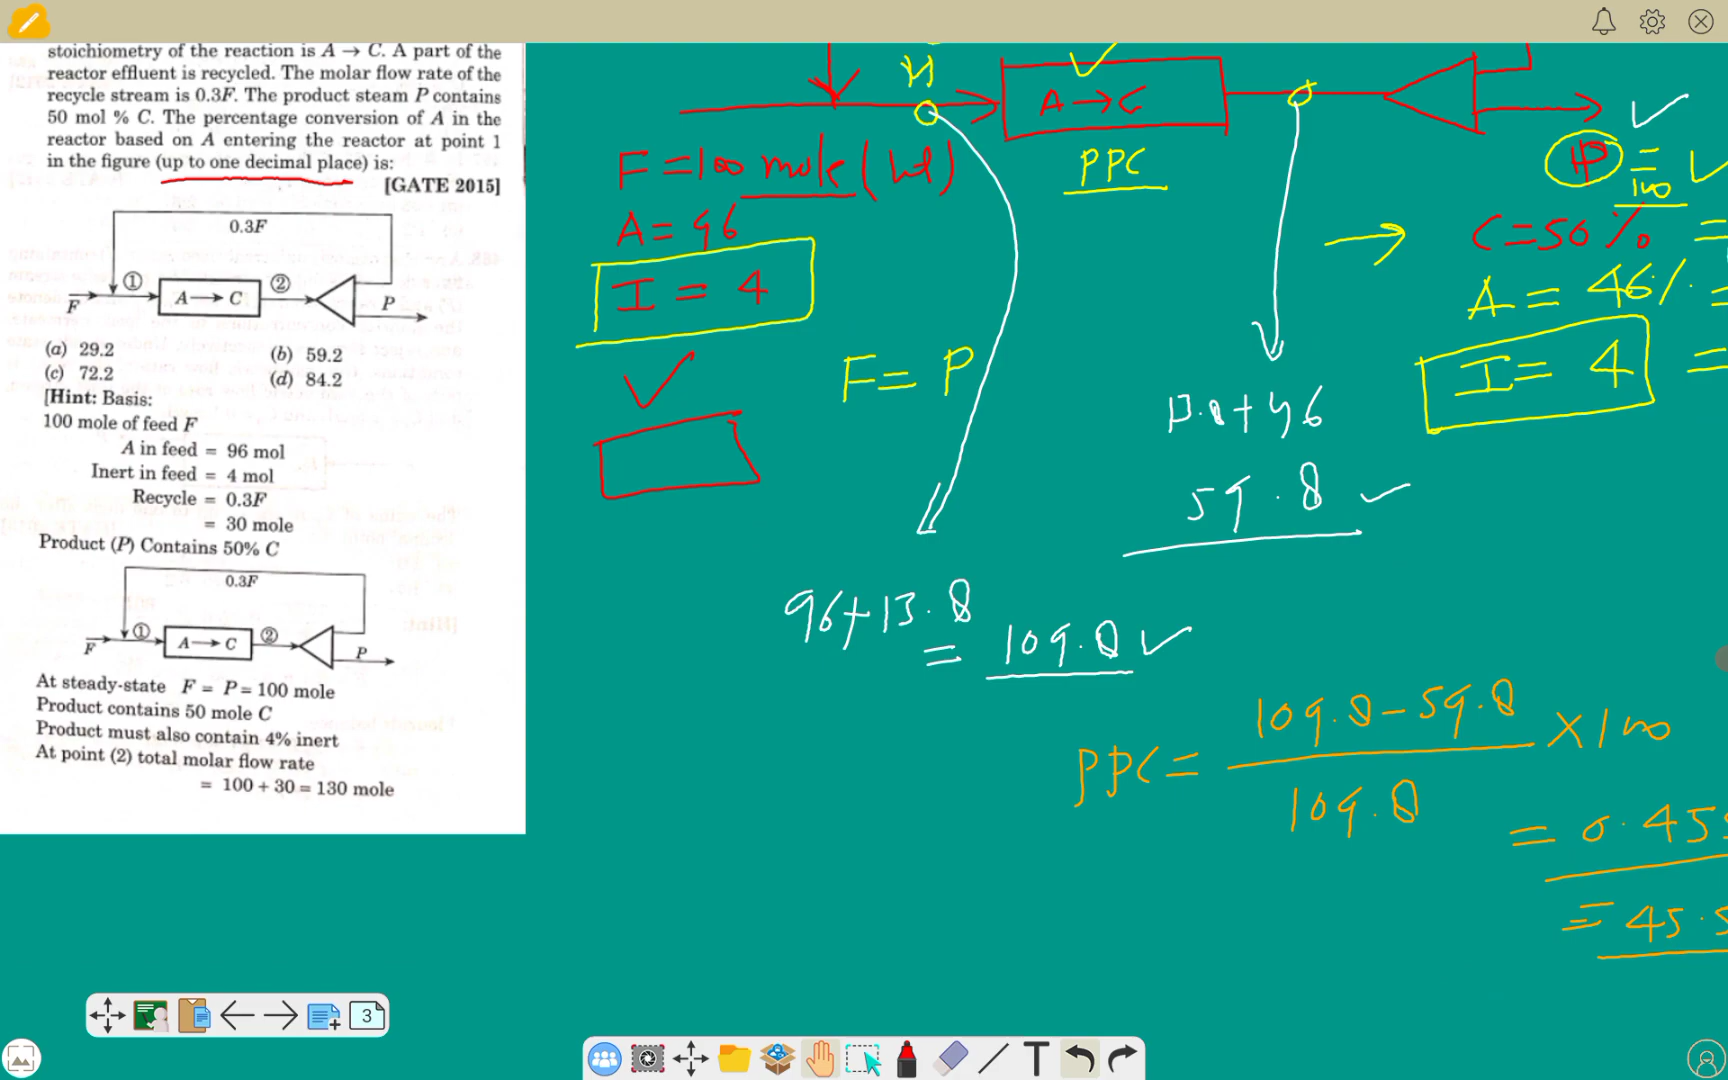 stoichiometry of the reaction is A → C. A part of the
reactor effluent is recycled. The molar flow rate of the
recycle stream is 0.3F. The product steam P contains
50 mol % C. The percentage conversion of A in the
reactor based on A entering the reactor at point 1
in the figure (up to one decimal place) is:
[GATE 2015]
0.3F
① A → C ②
F P
(a) 29.2 (b) 59.2
(c) 72.2 (d) 84.2
[Hint: Basis:
100 mole of feed F
A in feed = 96 mol
Inert in feed = 4 mol
Recycle = 0.3F
= 30 mole
Product (P) Contains 50% C
0.3F
① A → C ②
F P
At steady-state F = P = 100 mole
Product contains 50 mole C
Product must also contain 4% inert
At point (2) total molar flow rate
= 100 + 30 = 130 mole
A → C
F = 100 mole
PPC
P =
100
A = 96
C = 50 %
I = 4
A = 46 %
I = 4
F = P
59.8
96 + 13.8
= 109.8
PPC = 109.8 - 59.8 × 100
109.8
= 0.455
= 45.5
3
T